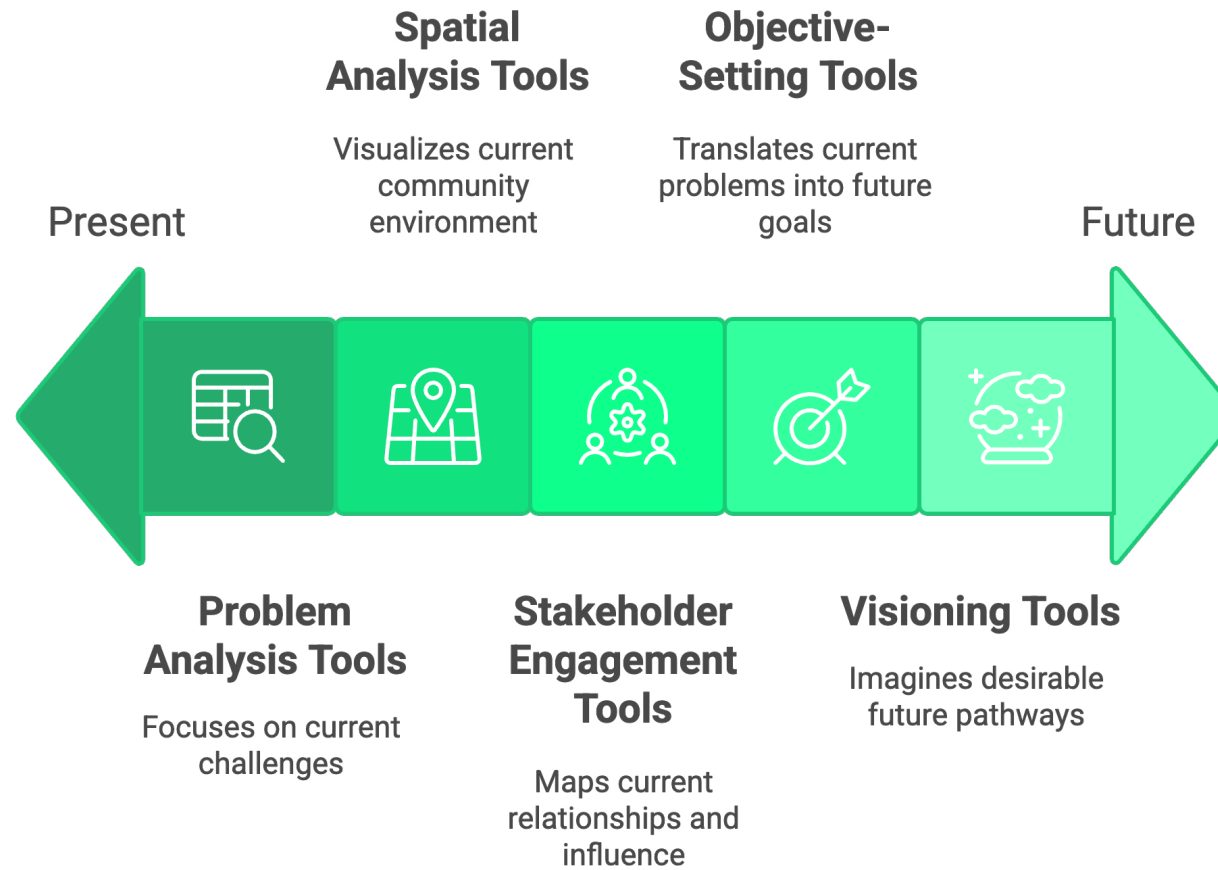 Spatial
Analysis Tools
Visualizes current
community
environment
Objective-
Setting Tools
Translates current
problems into future
goals
Present
Future
Problem
Analysis Tools
Focuses on current
challenges
Stakeholder
Engagement
Tools
Maps current
relationships and
influence
Visioning Tools
Imagines desirable
future pathways